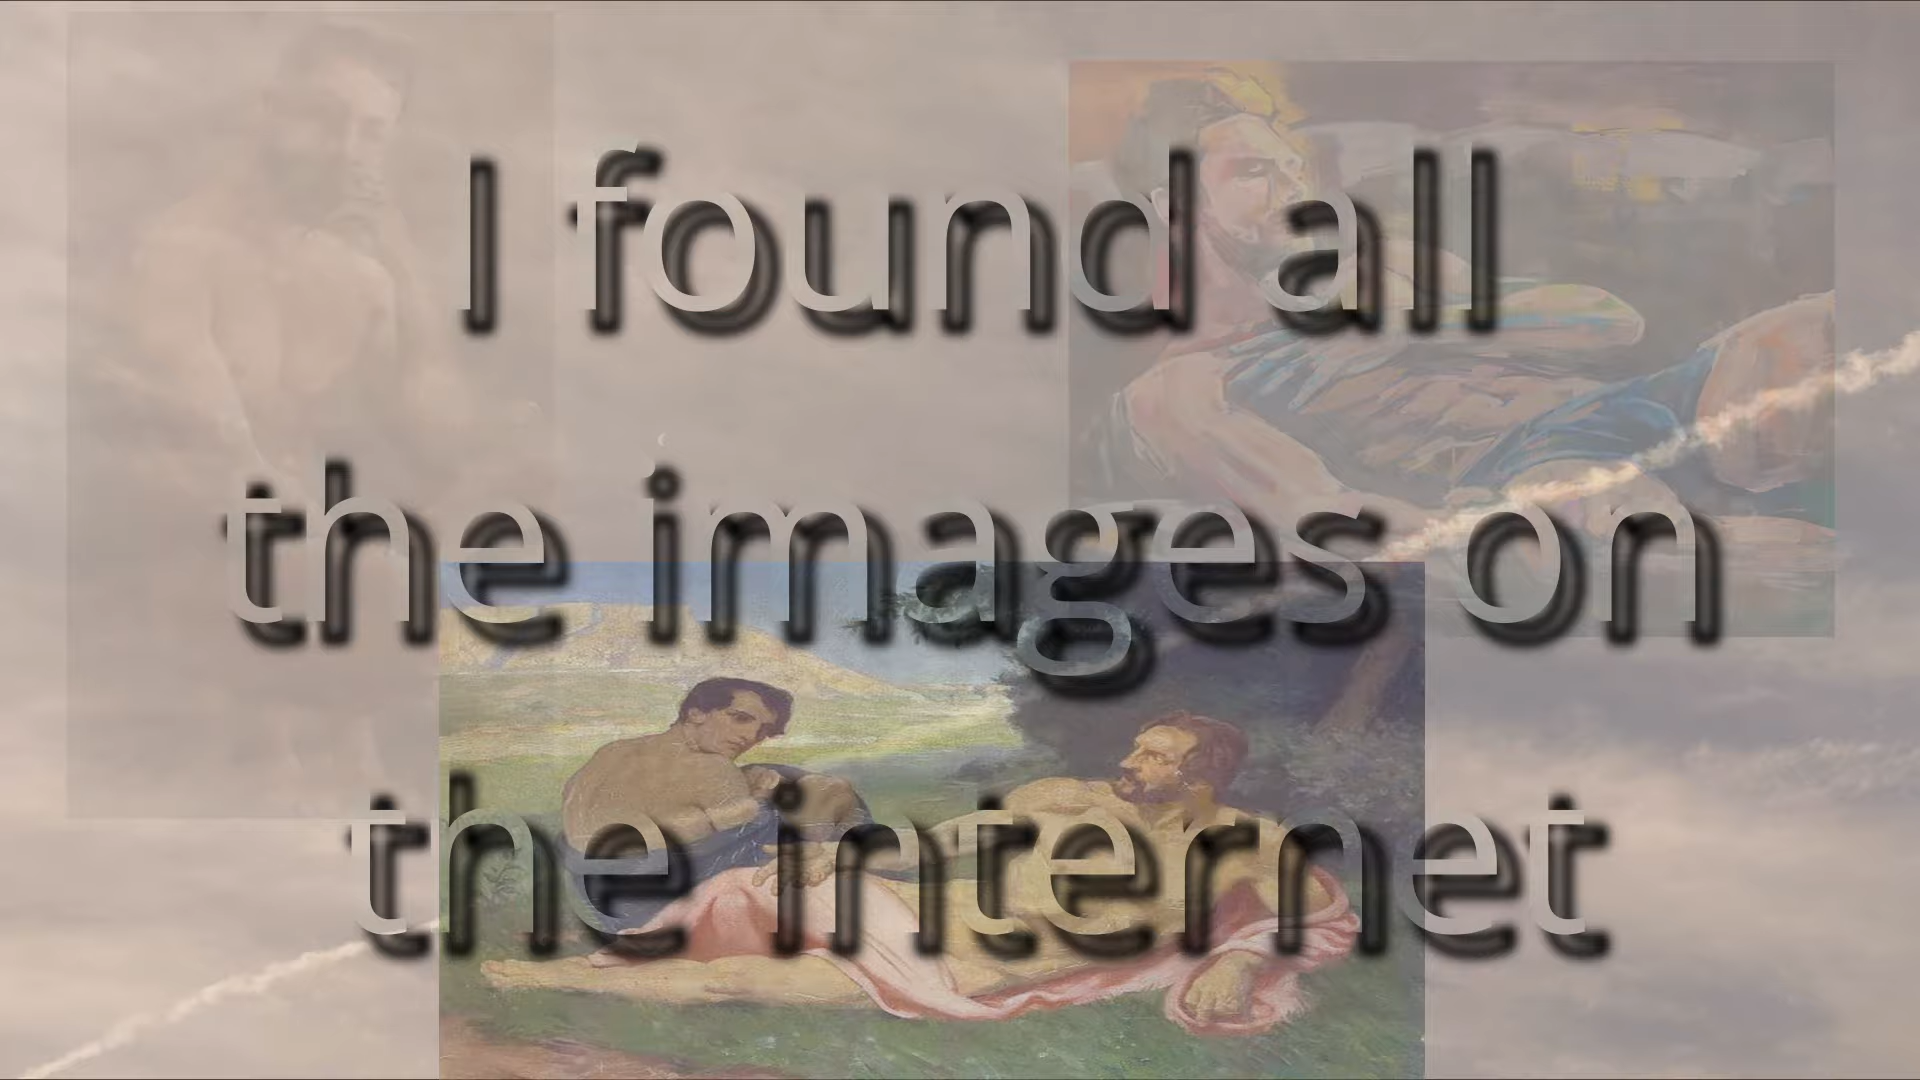 I found all
the images on
the internet